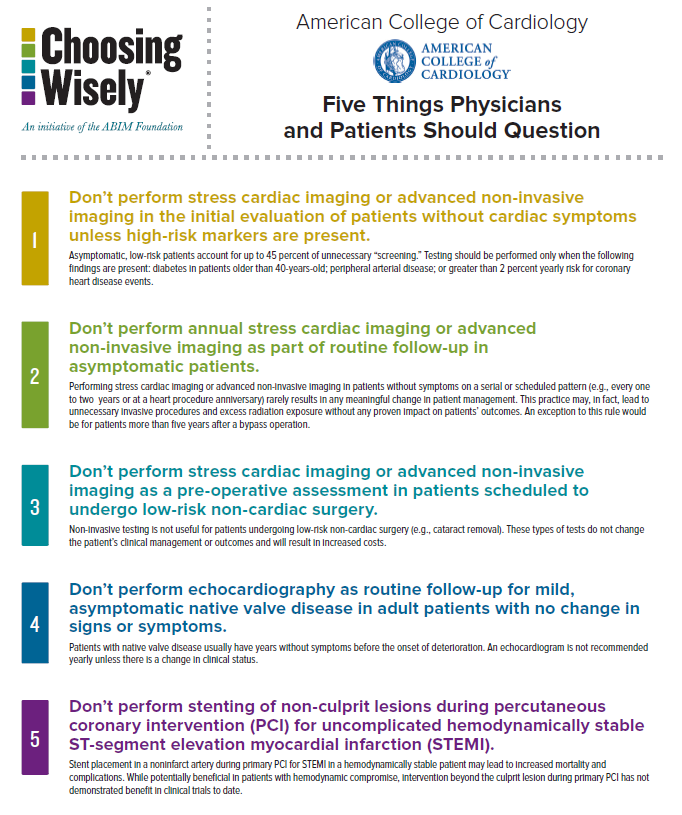 Choosing
Wisely®
An initiative of the ABIM Foundation
American College of Cardiology
AMERICAN
COLLEGE of
CARDIOLOGY
Five Things Physicians
and Patients Should Question
1
Don’t perform stress cardiac imaging or advanced non-invasive
imaging in the initial evaluation of patients without cardiac symptoms
unless high-risk markers are present.
Asymptomatic, low-risk patients account for up to 45 percent of unnecessary “screening.” Testing should be performed only when the following
findings are present: diabetes in patients older than 40-years-old; peripheral arterial disease; or greater than 2 percent yearly risk for coronary
heart disease events.
2
Don’t perform annual stress cardiac imaging or advanced
non-invasive imaging as part of routine follow-up in
asymptomatic patients.
Performing stress cardiac imaging or advanced non-invasive imaging in patients without symptoms on a serial or scheduled pattern (e.g., every one
to two years or at a heart procedure anniversary) rarely results in any meaningful change in patient management. This practice may, in fact, lead to
unnecessary invasive procedures and excess radiation exposure without any proven impact on patients’ outcomes. An exception to this rule would
be for patients more than five years after a bypass operation.
3
Don’t perform stress cardiac imaging or advanced non-invasive
imaging as a pre-operative assessment in patients scheduled to
undergo low-risk non-cardiac surgery.
Non-invasive testing is not useful for patients undergoing low-risk non-cardiac surgery (e.g., cataract removal). These types of tests do not change
the patient’s clinical management or outcomes and will result in increased costs.
4
Don’t perform echocardiography as routine follow-up for mild,
asymptomatic native valve disease in adult patients with no change in
signs or symptoms.
Patients with native valve disease usually have years without symptoms before the onset of deterioration. An echocardiogram is not recommended
yearly unless there is a change in clinical status.
5
Don’t perform stenting of non-culprit lesions during percutaneous
coronary intervention (PCI) for uncomplicated hemodynamically stable
ST-segment elevation myocardial infarction (STEMI).
Stent placement in a noninfarct artery during primary PCI for STEMI in a hemodynamically stable patient may lead to increased mortality and
complications. While potentially beneficial in patients with hemodynamic compromise, intervention beyond the culprit lesion during primary PCI has not
demonstrated benefit in clinical trials to date.